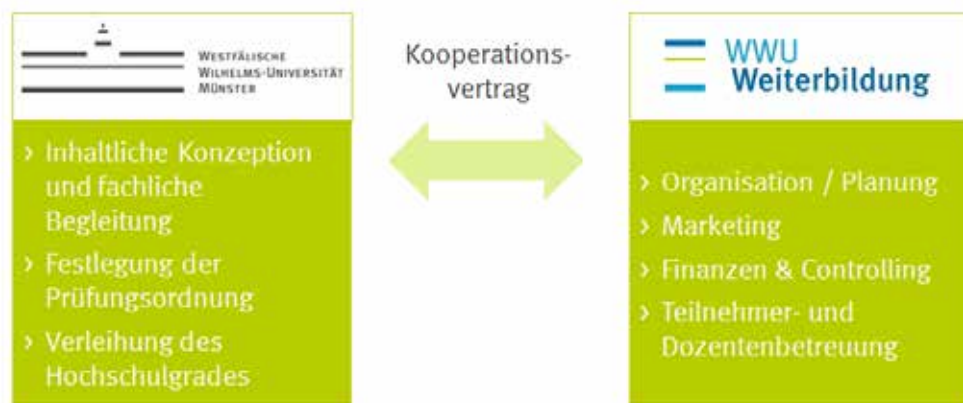 WESTFÄLISCHE
WILHELMS-UNIVERSITÄT
MÜNSTER
› Inhaltliche Konzeption
und fachliche
Begleitung
› Festlegung der
Prüfungsordnung
› Verleihung des
Hochschulgrades
Kooperations-
vertrag
WWU
Weiterbildung
› Organisation / Planung
› Marketing
› Finanzen & Controlling
› Teilnehmer- und
Dozentenbetreuung